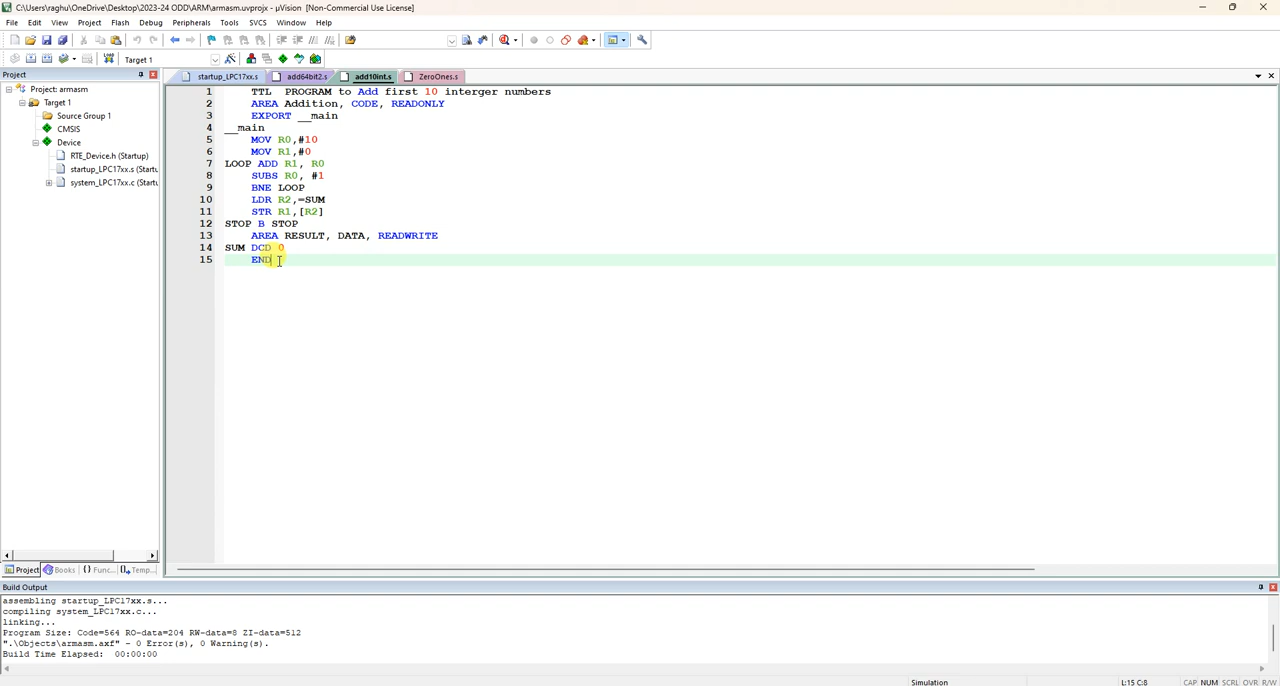 C:\Users\raghu\OneDrive\Desktop\2023-24 ODD\ARM\armasm.uvprojx - µVision [Non-Commercial Use License]
File Edit View Project Flash Debug Peripherals Tools SVCS Window Help
Target 1
Project
startup_LPC17xx.s add64bit2.s add10int.s ZeroOnes.s
Project: armasm
Target 1
Source Group 1
CMSIS
Device
RTE_Device.h (Startup)
startup_LPC17xx.s (Startu
system_LPC17xx.c (Startu
1 TTL PROGRAM to Add first 10 interger numbers
2 AREA Addition, CODE, READONLY
3 EXPORT __main
4 __main
5 MOV R0,#10
6 MOV R1,#0
7 LOOP ADD R1, R0
8 SUBS R0, #1
9 BNE LOOP
10 LDR R2,=SUM
11 STR R1,[R2]
12 STOP B STOP
13 AREA RESULT, DATA, READWRITE
14 SUM DCD 0
15 END
Project Books {} Func... 0. Temp...
Build Output
assembling startup_LPC17xx.s...
compiling system_LPC17xx.c...
linking...
Program Size: Code=564 RO-data=204 RW-data=8 ZI-data=512
".\Objects\armasm.axf" - 0 Error(s), 0 Warning(s).
Build Time Elapsed: 00:00:00
Simulation L:15 C:8 CAP NUM SCRL OVR R/W